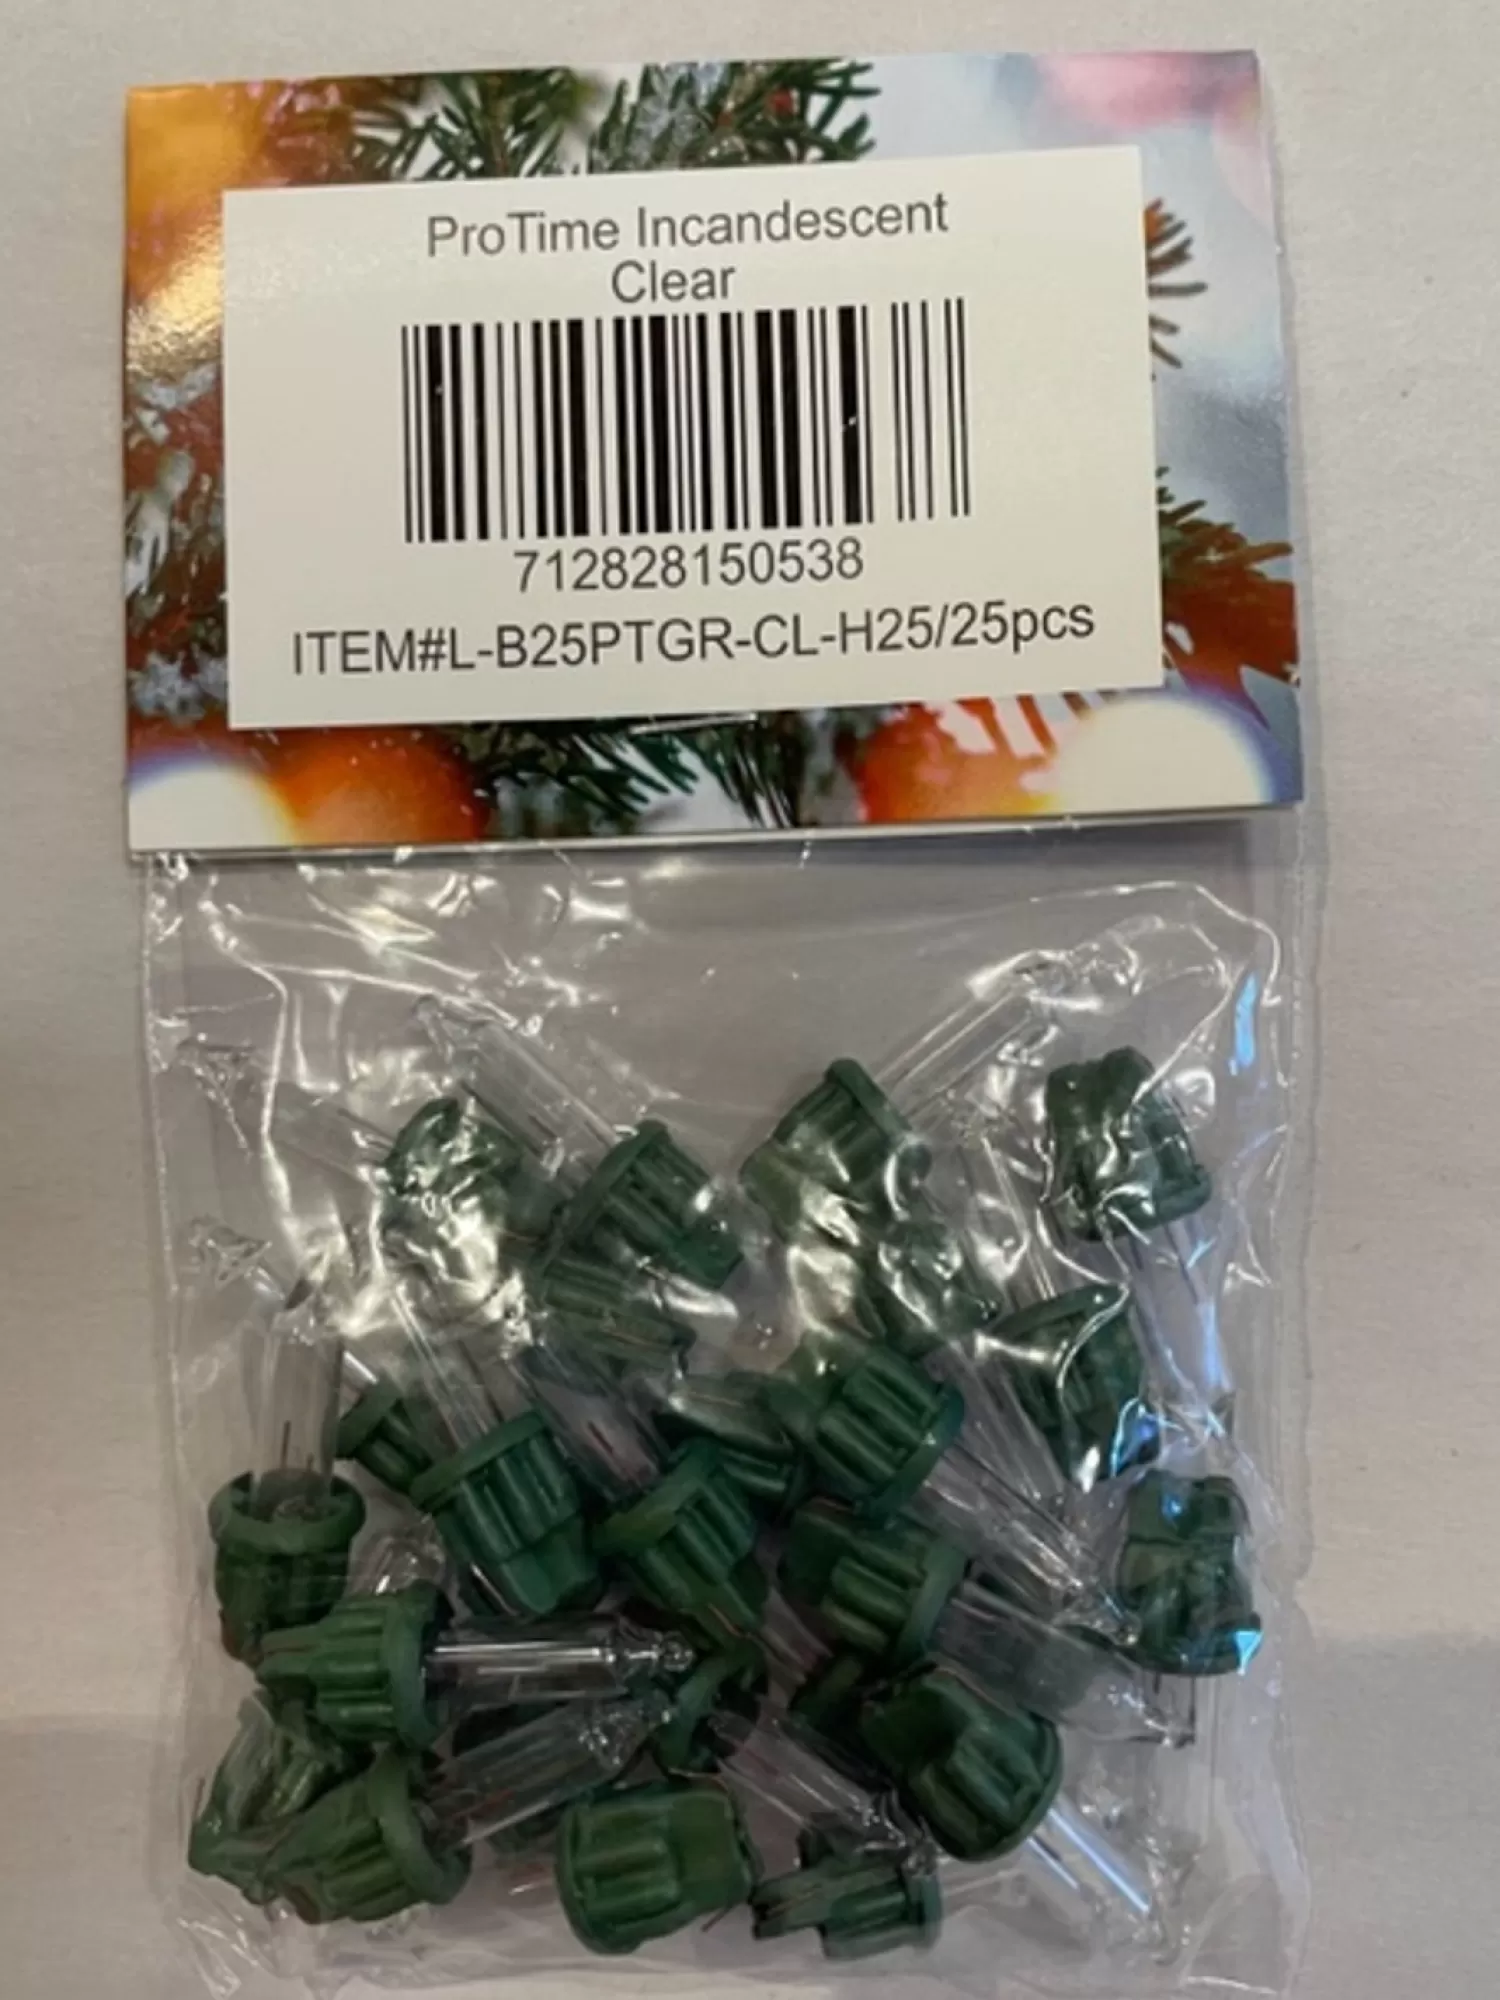 ProTime Incandescent
Clear
712828150538
ITEM#L-B25PTGR-CL-H25/25pcs